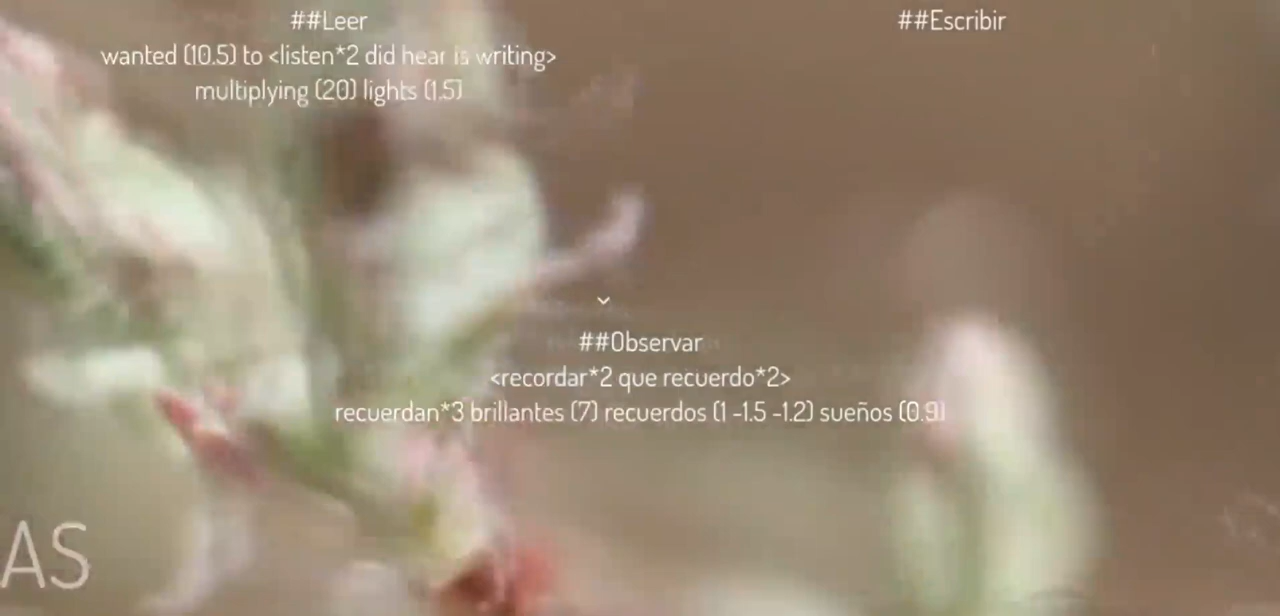 ##Leer
wanted (10.5) to <listen*2 did hear is writing>
multiplying (20) lights (1.5)
##Escribir
##Observar
<recordar*2 que recuerdo*2>
recuerdan*3 brillantes (7) recuerdos (1 -1.5 -1.2) sueños (0.9)
AS